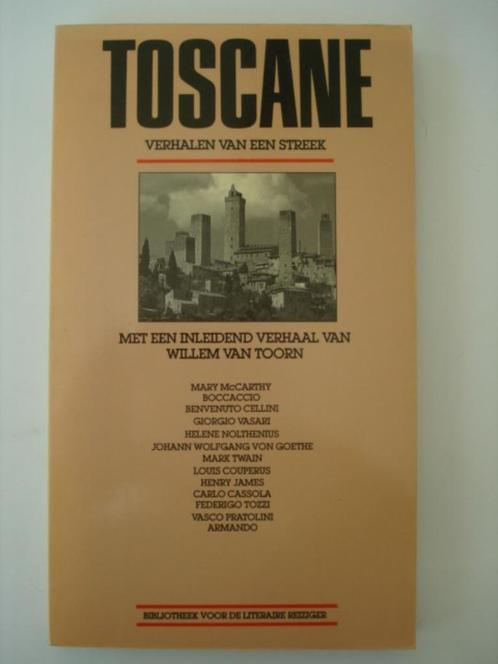 TOSCANE
VERHALEN VAN EEN STREEK
MET EEN INLEIDEND VERHAAL VAN
WILLEM VAN TOORN
MARY McCARTHY
BOCCACCIO
BENVENUTO CELLINI
GIORGIO VASARI
HELENE NOLTHENIUS
JOHANN WOLFGANG VON GOETHE
MARK TWAIN
LOUIS COUPERUS
HENRY JAMES
CARLO CASSOLA
FEDERIGO TOZZI
VASCO PRATOLINI
ARMANDO
BIBLIOTHEEK VOOR DE LITERAIRE REIZIGER